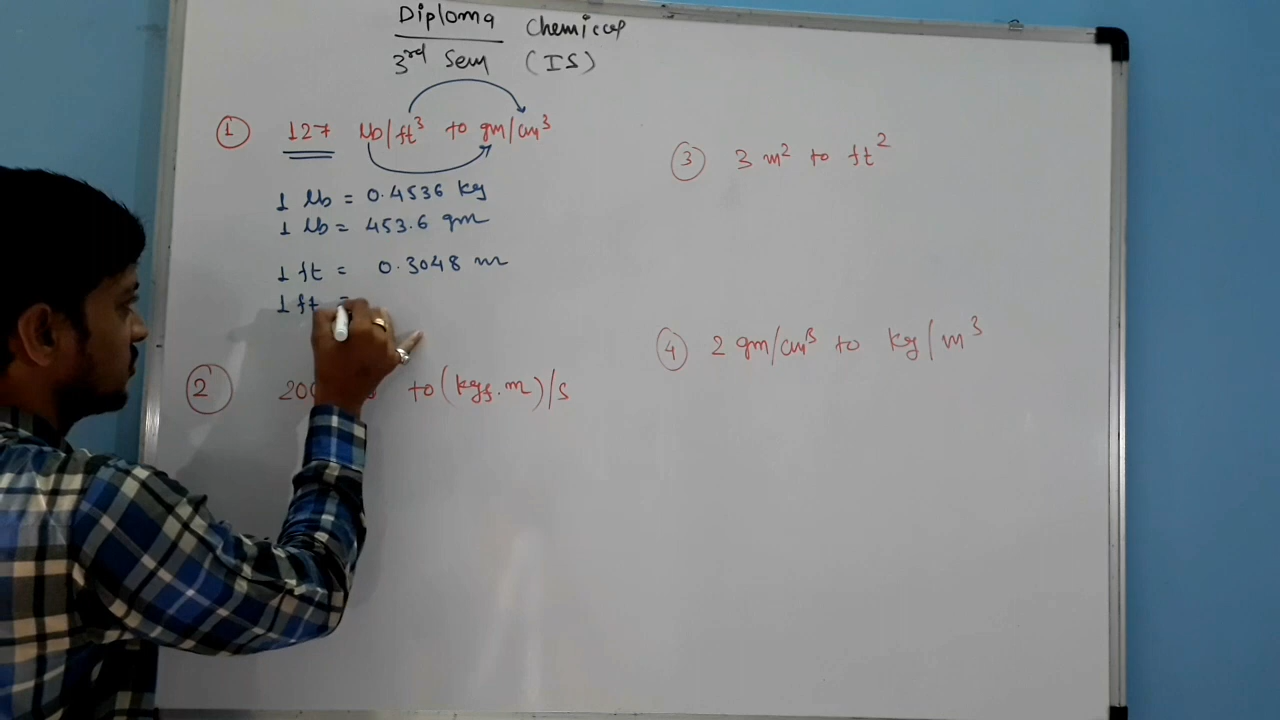 Diploma Chemical
3rd Sem (IS)
① 127 lb/ft³ to gm/cm³
1 lb = 0.4536 kg
1 lb = 453.6 gm
1 ft = 0.3048 m
1 ft =
② to (kgf.m)/s
③ 3 m² to ft²
④ 2 gm/cm³ to kg/m³